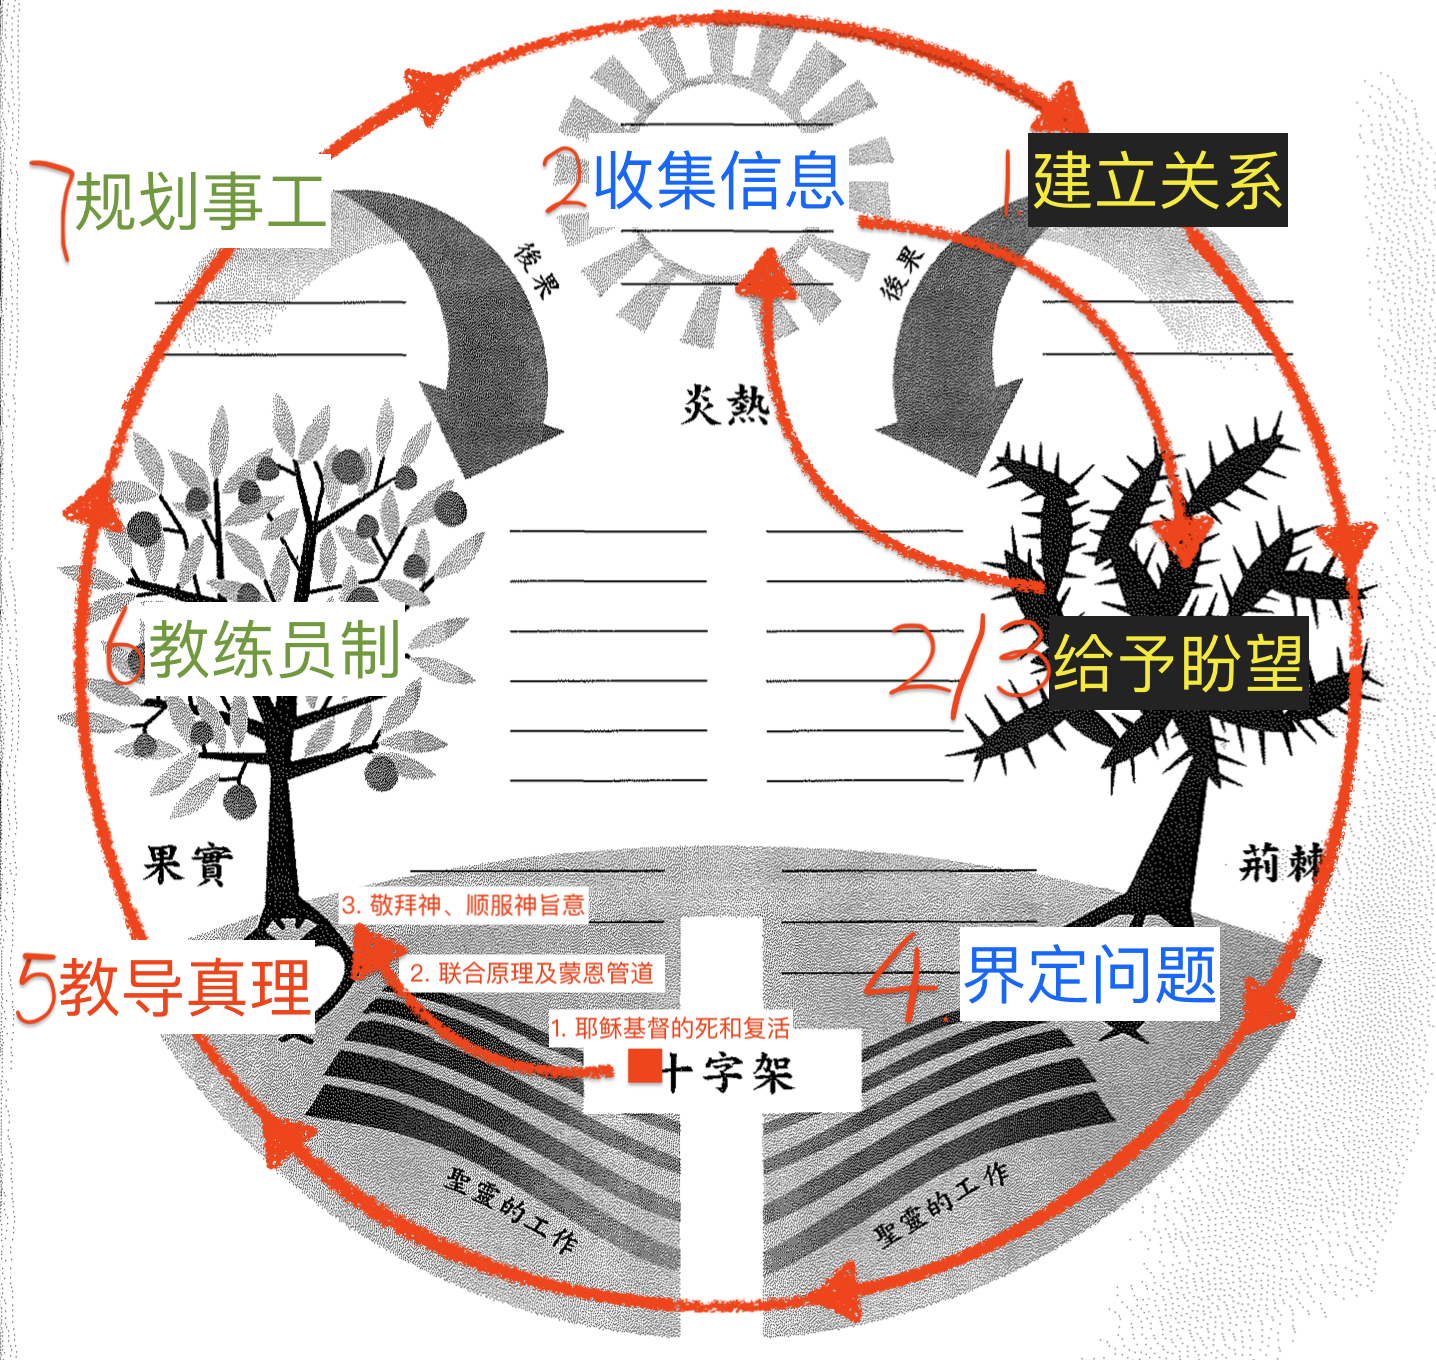 7 规划事工
2 收集信息
1. 建立关系
後果
後果
炎熱
6 教练员制
2/3 给予盼望
果實
荊棘
3. 敬拜神、顺服神旨意
5 教导真理
2. 联合原理及蒙恩管道
4. 界定问题
1. 耶稣基督的死和复活
十字架
聖靈的工作
聖靈的工作